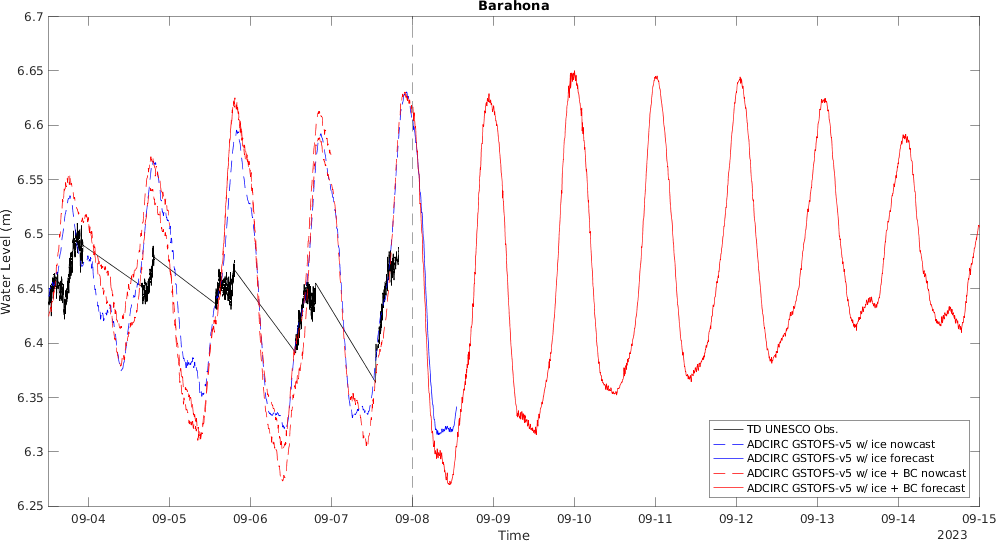 Barahona
6.7
6.65
6.6
6.55
6.5
6.45
6.4
6.35
6.3
6.25
Water Level (m)
09-04 09-05 09-06 09-07 09-08 09-09 09-10 09-11 09-12 09-13 09-14 09-15
Time
2023
TD UNESCO Obs.
ADCIRC GSTOFS-v5 w/ ice nowcast
ADCIRC GSTOFS-v5 w/ ice forecast
ADCIRC GSTOFS-v5 w/ ice + BC nowcast
ADCIRC GSTOFS-v5 w/ ice + BC forecast